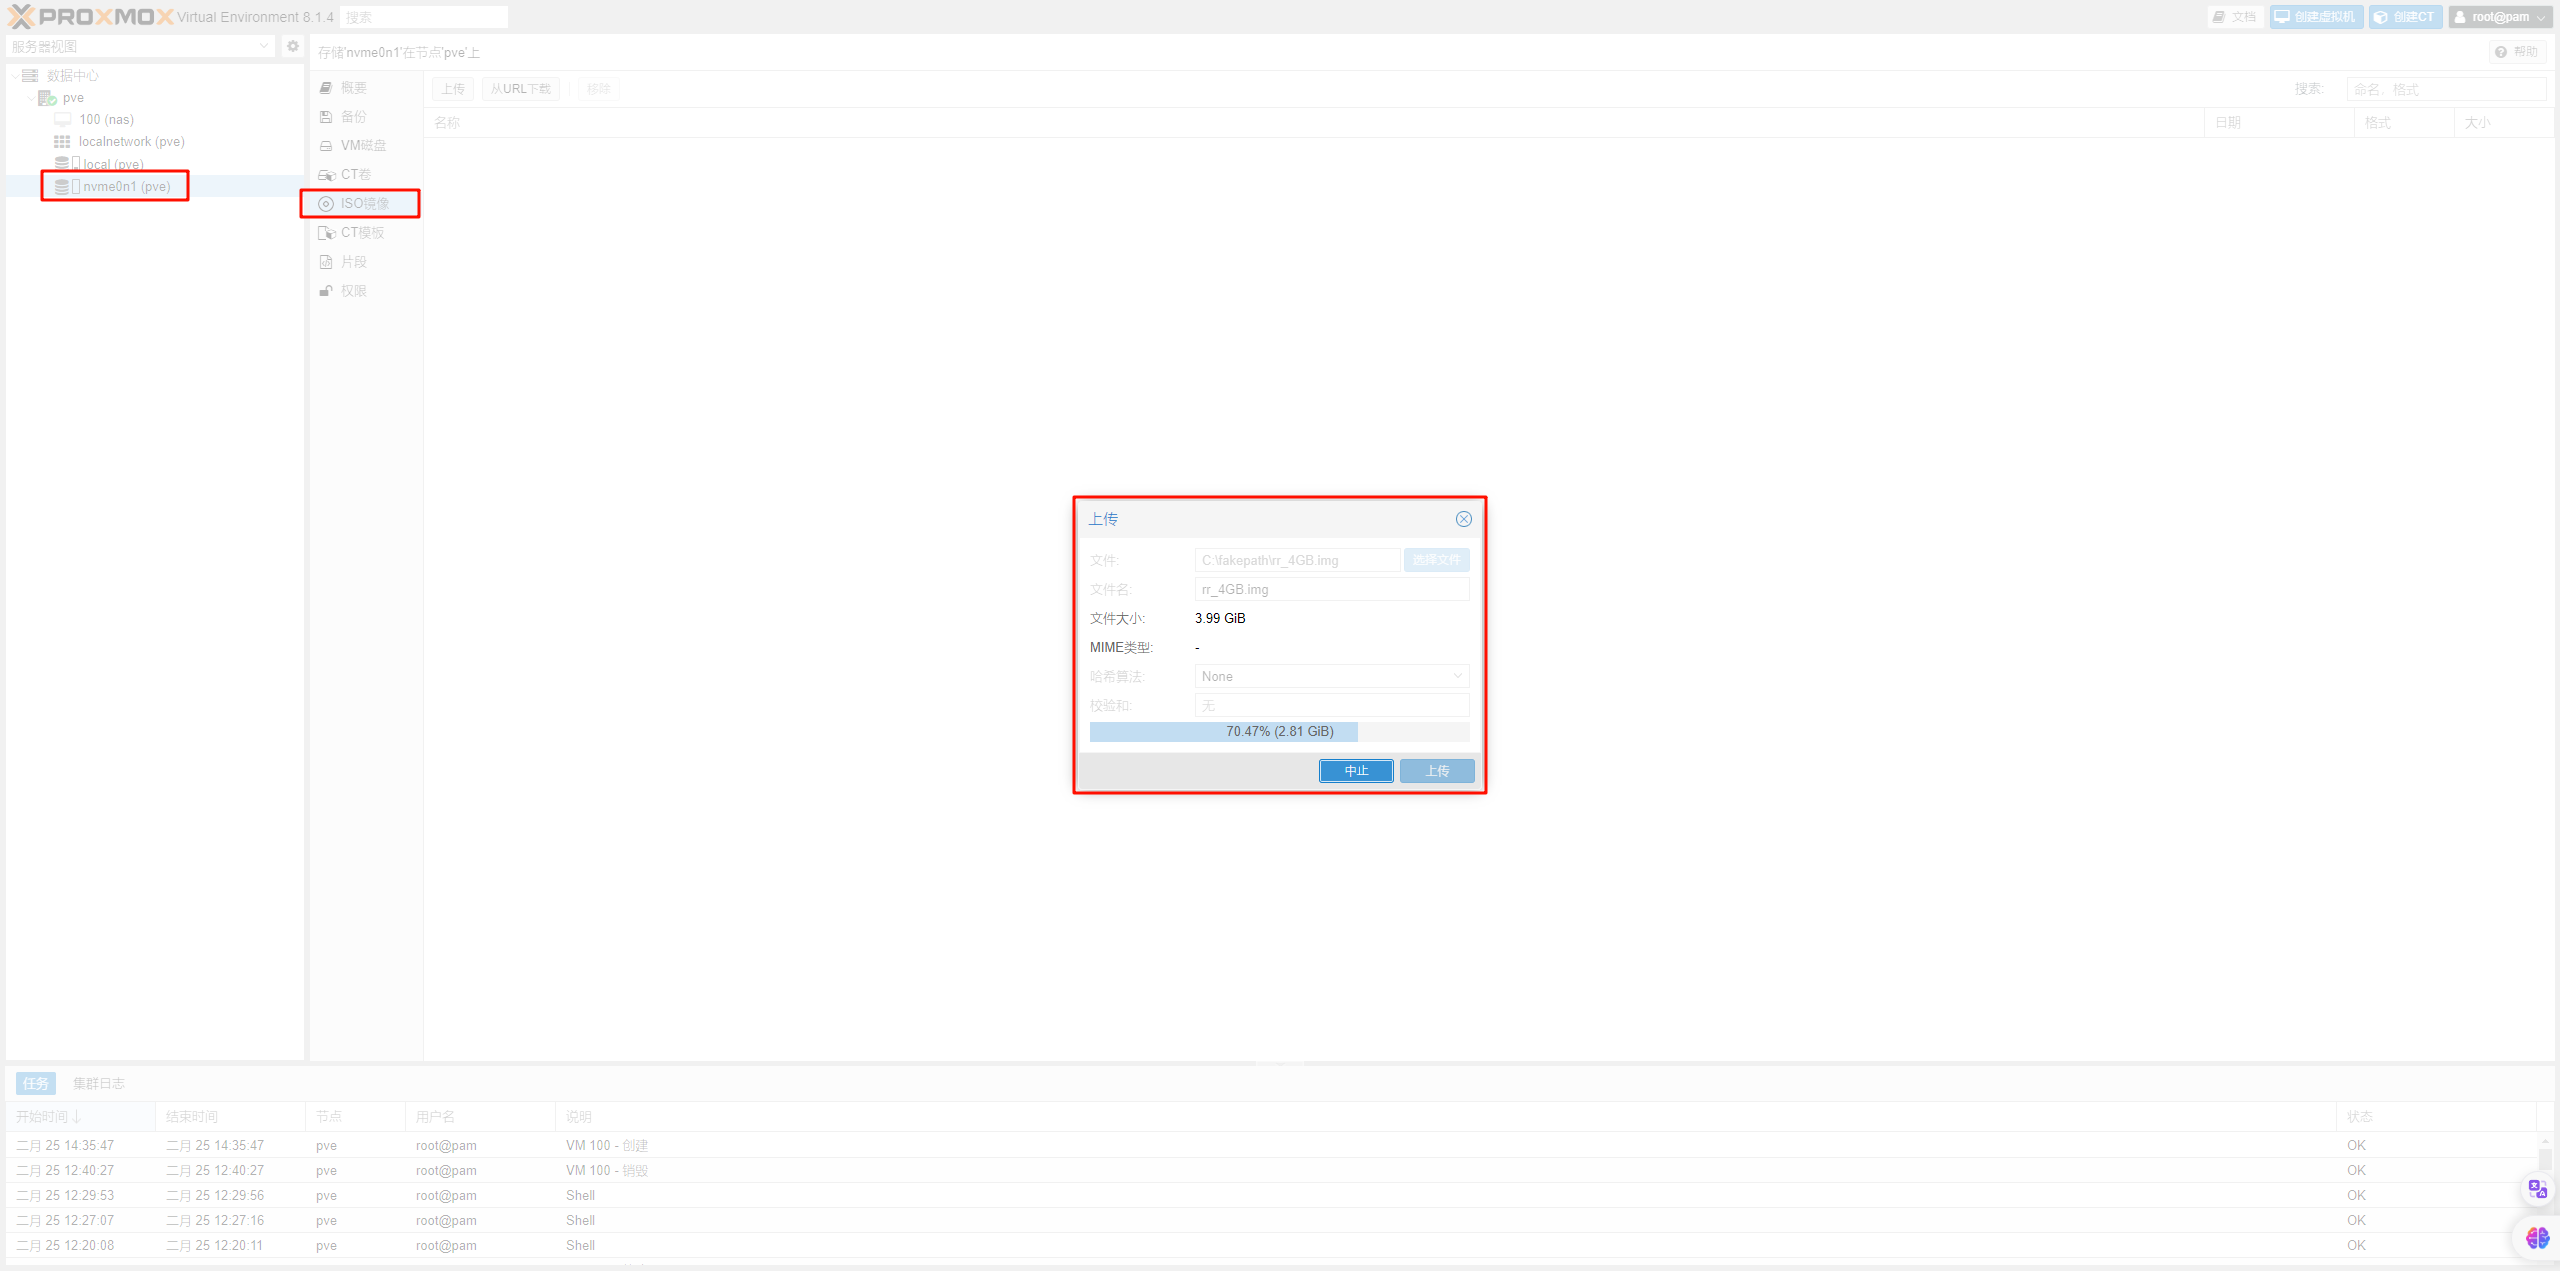 PROXMOX Virtual Environment 8.1.4 搜索 文档 创建虚拟机 创建CT root@pam
服务器视图
存储'nvme0n1'在节点'pve'上 帮助
数据中心
pve
100 (nas)
localnetwork (pve)
local (pve)
nvme0n1 (pve)
概要
备份
VM磁盘
CT卷
ISO镜像
CT模板
片段
权限
上传 从URL下载 移除 搜索: 命名，格式
名称 日期 格式 大小
上传
文件: C:\fakepath\rr_4GB.img 选择文件
文件名: rr_4GB.img
文件大小: 3.99 GiB
MIME类型: -
哈希算法: None
校验和: 无
70.47% (2.81 GiB)
中止 上传
任务 集群日志
开始时间↓ 结束时间 节点 用户名 说明 状态
二月 25 14:35:47 二月 25 14:35:47 pve root@pam VM 100 - 创建 OK
二月 25 12:40:27 二月 25 12:40:27 pve root@pam VM 100 - 销毁 OK
二月 25 12:29:53 二月 25 12:29:56 pve root@pam Shell OK
二月 25 12:27:07 二月 25 12:27:16 pve root@pam Shell OK
二月 25 12:20:08 二月 25 12:20:11 pve root@pam Shell OK